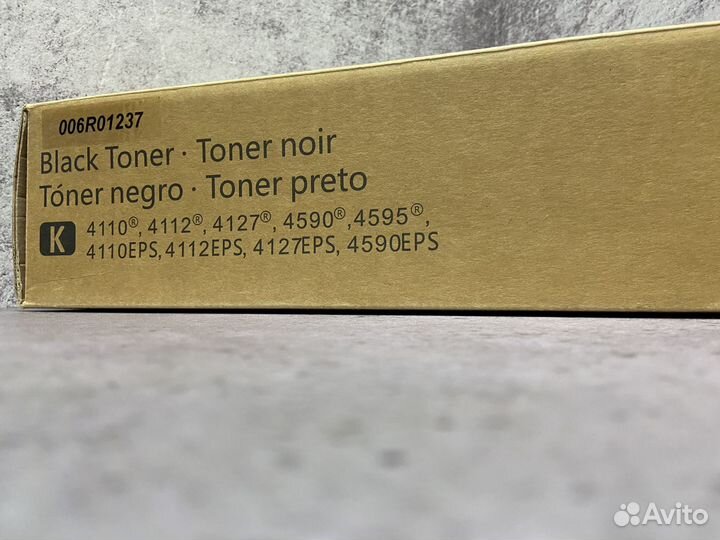 006R01237
Black Toner · Toner noir
Tóner negro · Toner preto
K 4110®, 4112®, 4127®, 4590®, 4595®,
4110EPS, 4112EPS, 4127EPS, 4590EPS
Avito